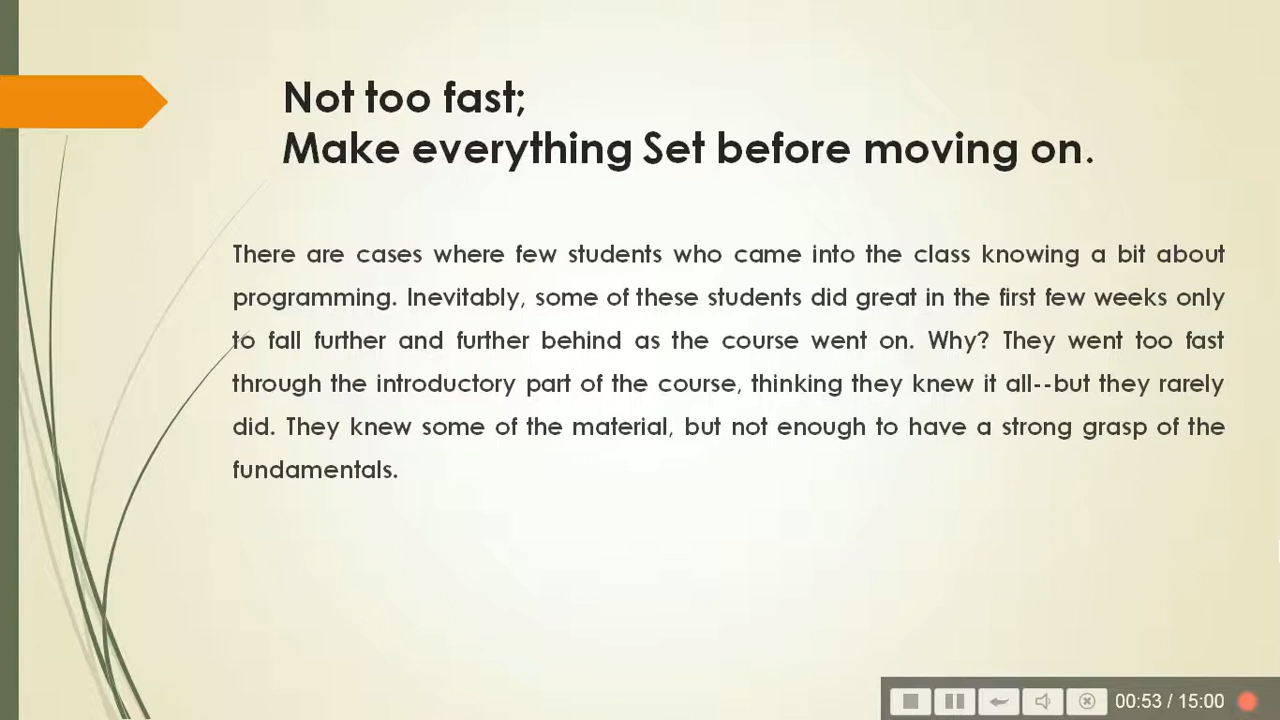 Not too fast;
Make everything Set before moving on.
There are cases where few students who came into the class knowing a bit about
programming. Inevitably, some of these students did great in the first few weeks only
to fall further and further behind as the course went on. Why? They went too fast
through the introductory part of the course, thinking they knew it all--but they rarely
did. They knew some of the material, but not enough to have a strong grasp of the
fundamentals.
00:53 / 15:00